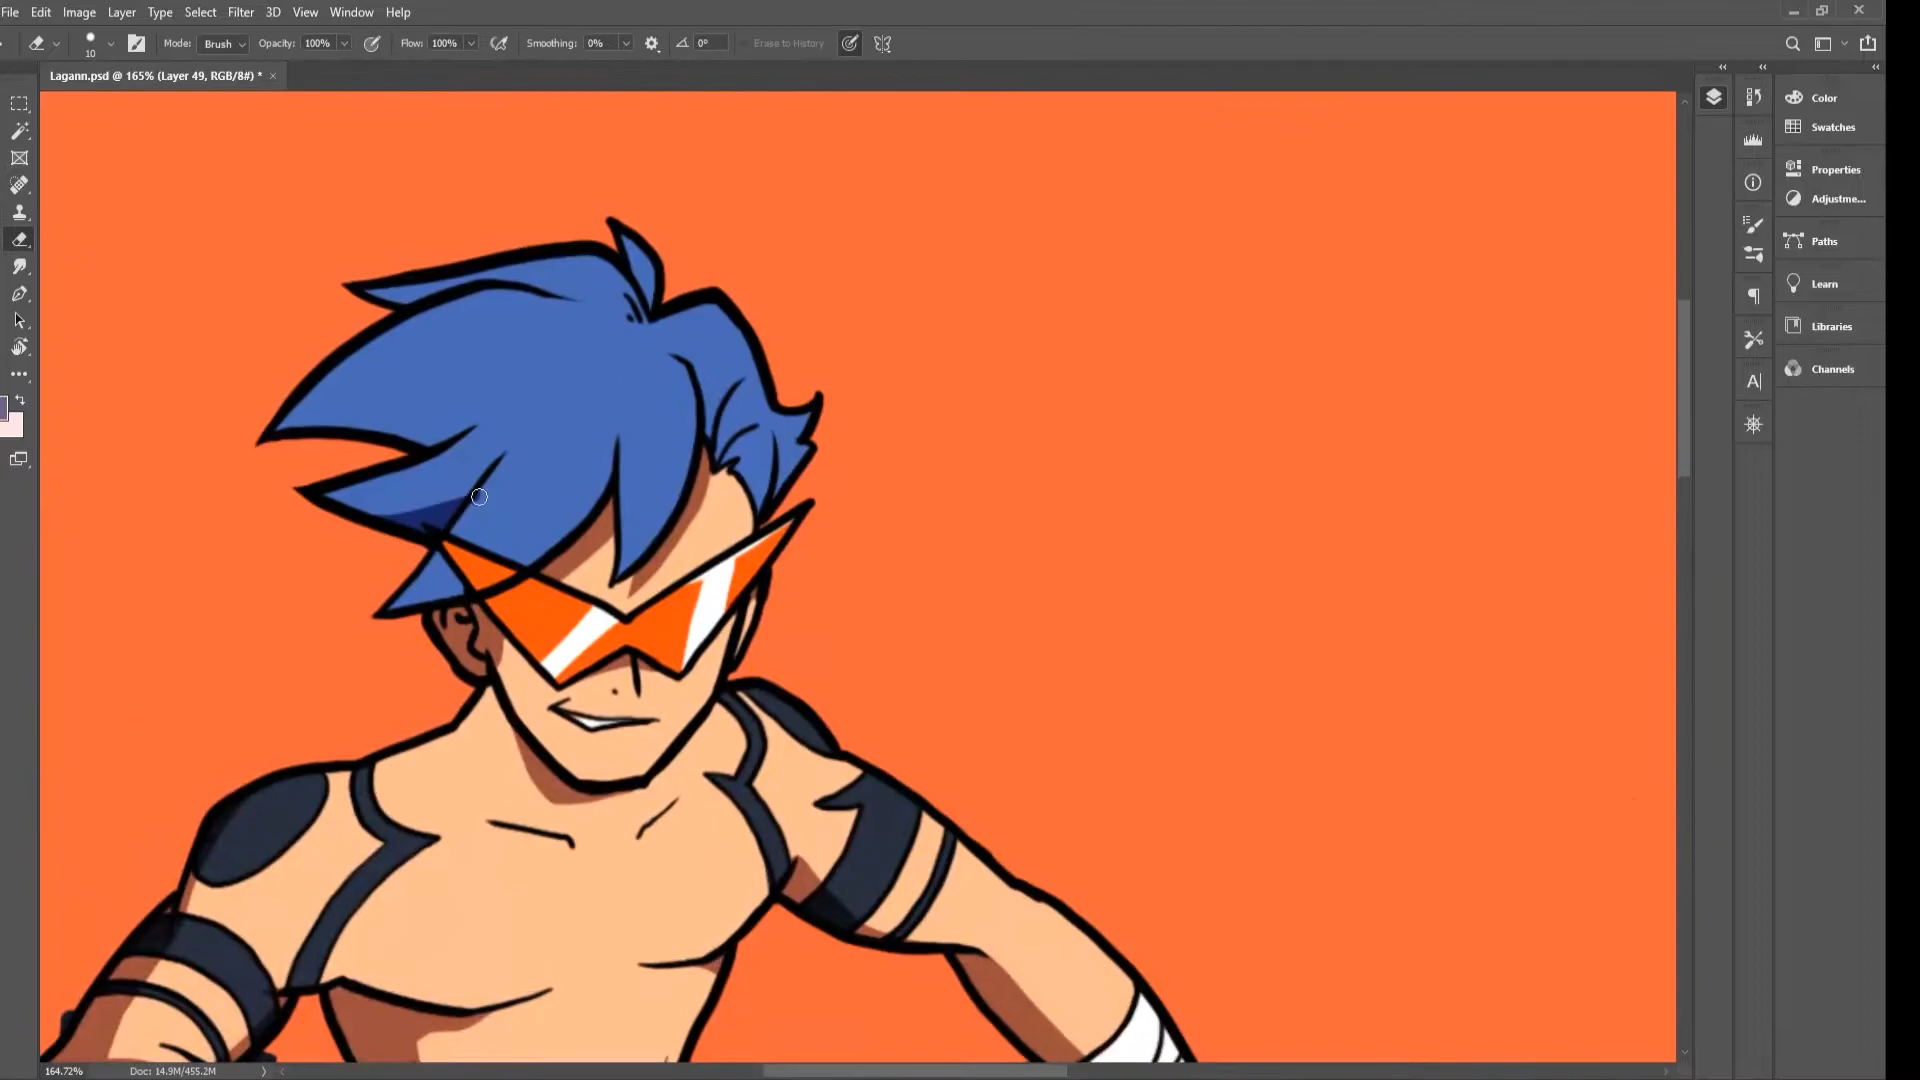 File Edit Image Layer Type Select Filter 3D View Window Help
10 Mode: Brush Opacity: 100% Flow: 100% Smoothing: 0% 0° Erase to History
Lagann.psd @ 165% (Layer 49, RGB/8#) *
Color
Swatches
Properties
Adjustme...
Paths
Learn
Libraries
Channels
164.72% Doc: 14.9M/455.2M